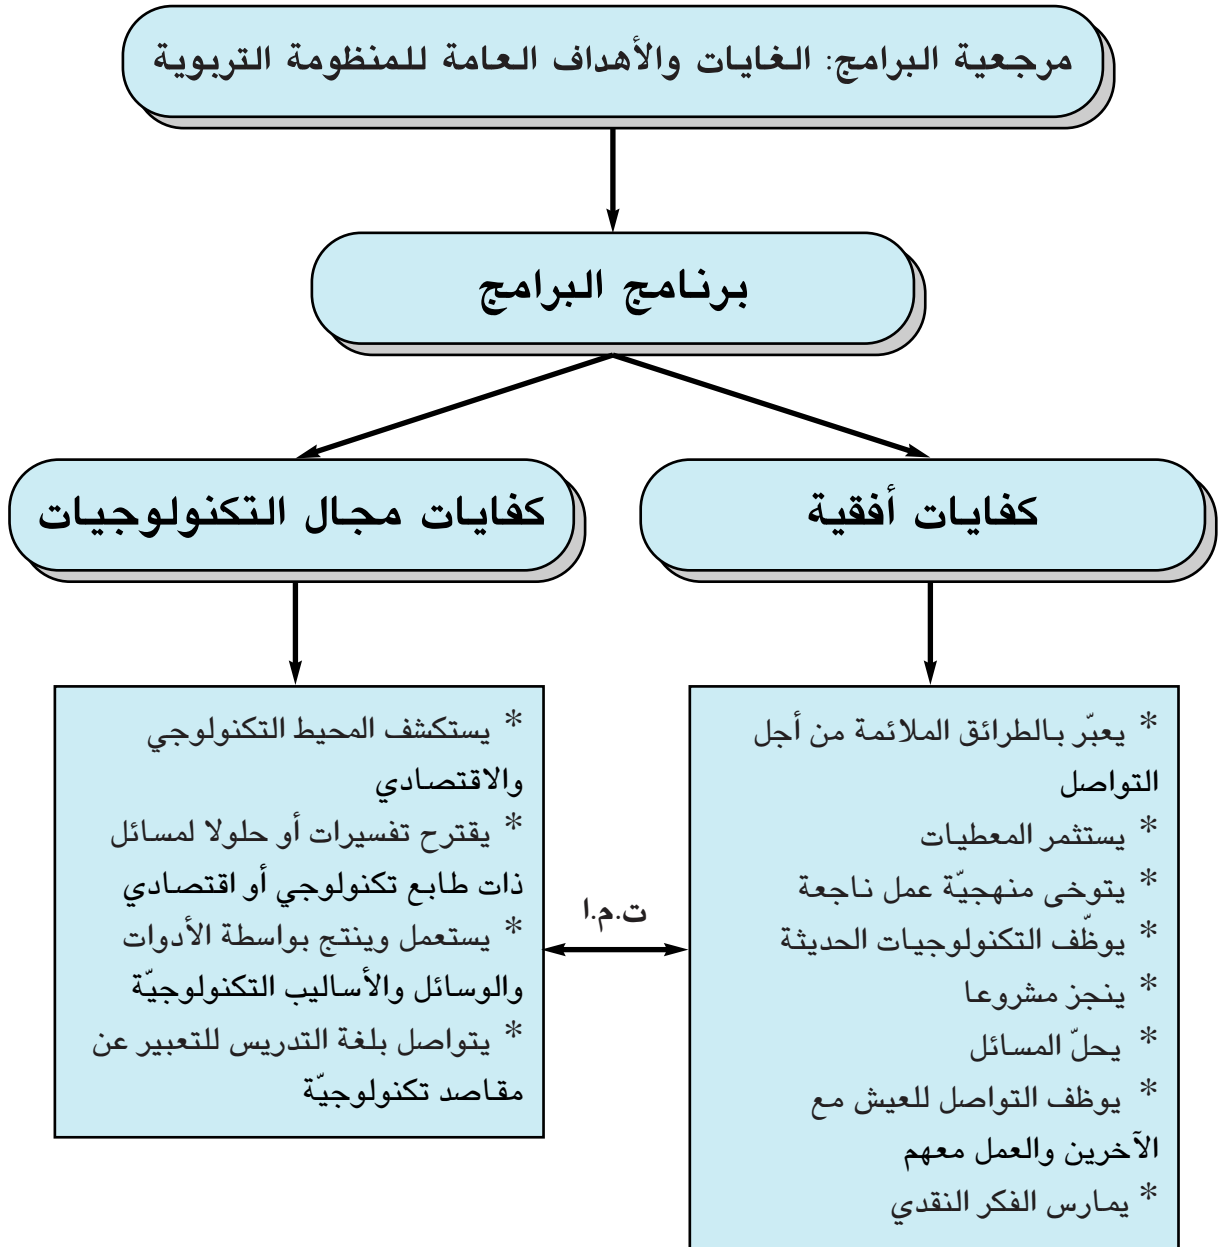 مرجعية البرامج: الغايات والأهداف العامة للمنظومة التربوية
برنامج البرامج
كفايات أفقية
كفايات مجال التكنولوجيات
* يعبّر بالطرائق الملائمة من أجل
التواصل
* يستثمر المعطيات
* يتوخى منهجيّة عمل ناجعة
* يوظّف التكنولوجيات الحديثة
* ينجز مشروعا
* يحلّ المسائل
* يوظف التواصل للعيش مع
الآخرين والعمل معهم
* يمارس الفكر النقدي
ت.م.ا
* يستكشف المحيط التكنولوجي
والاقتصادي
* يقترح تفسيرات أو حلولا لمسائل
ذات طابع تكنولوجي أو اقتصادي
* يستعمل وينتج بواسطة الأدوات
والوسائل والأساليب التكنولوجيّة
* يتواصل بلغة التدريس للتعبير عن
مقاصد تكنولوجيّة